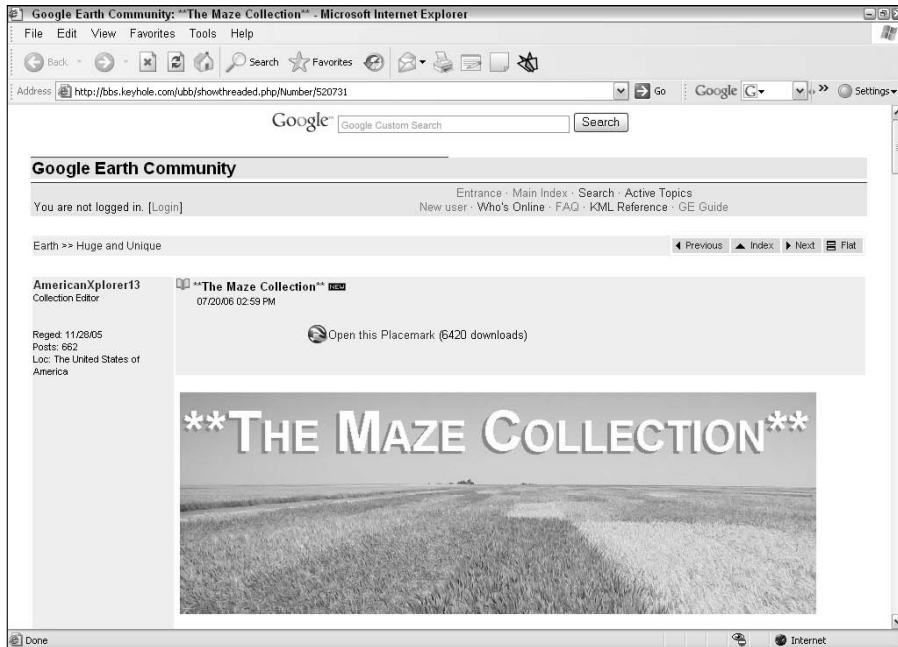 Google Earth Community: **The Maze Collection** - Microsoft Internet Explorer
File Edit View Favorites Tools Help
Back Search Favorites
Address http://bbs.keyhole.com/ubb/showthreaded.php/Number/520731 Go Google G Settings
Google Google Custom Search Search
Google Earth Community
Entrance · Main Index · Search · Active Topics
You are not logged in. [Login] New user · Who's Online · FAQ · KML Reference · GE Guide
Earth >> Huge and Unique Previous Index Next Flat
AmericanXplorer13 **The Maze Collection** NEW
Collection Editor 07/20/06 02:59 PM
Reged: 11/28/05 Open this Placemark (6420 downloads)
Posts: 662
Loc: The United States of
America
**The Maze Collection**
Done Internet